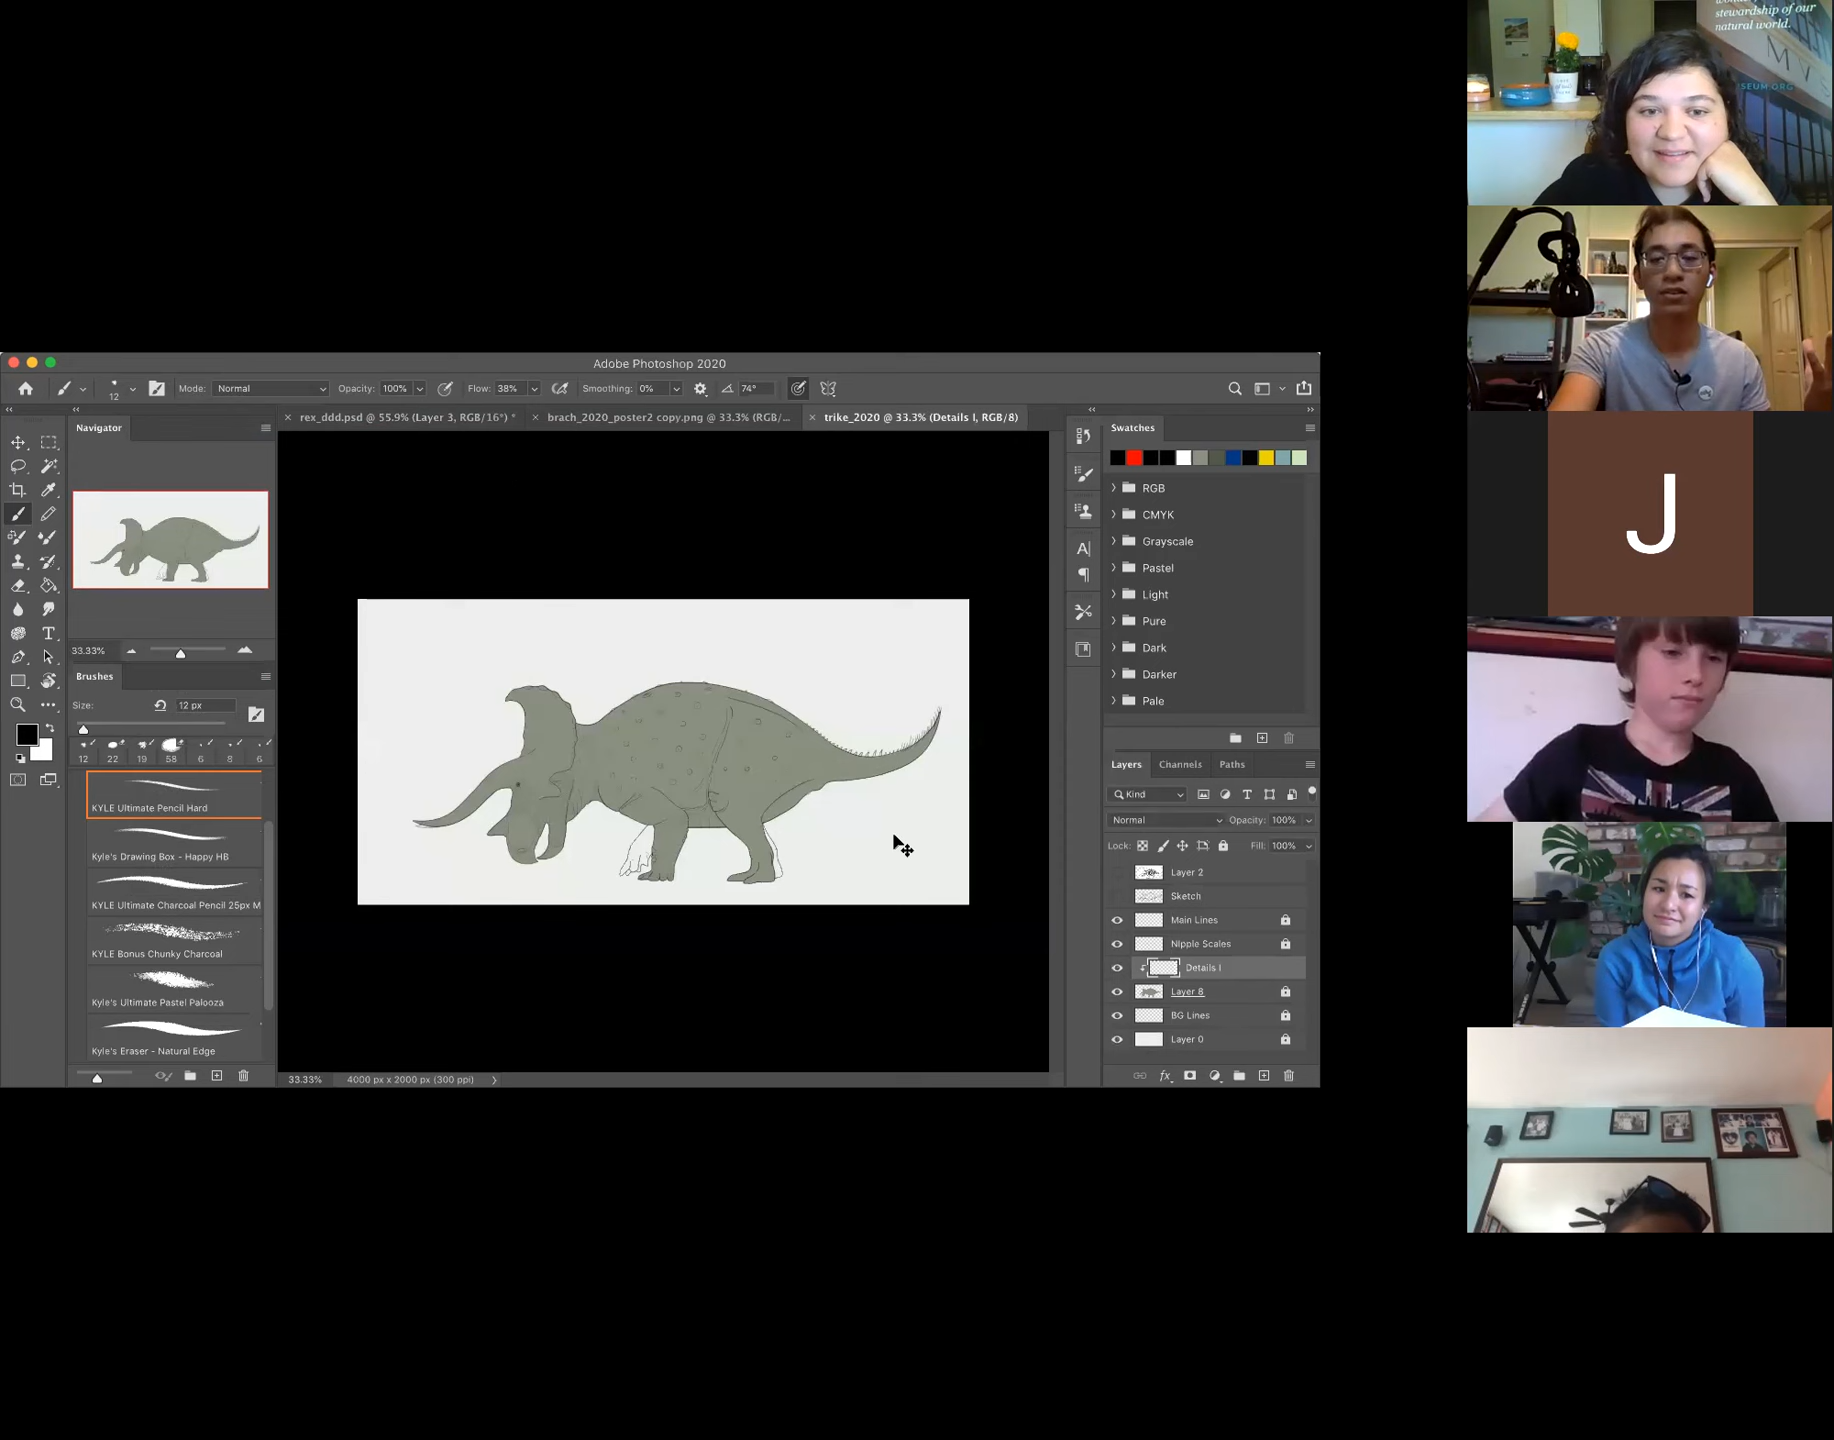 stewardship of our
natural world.
M V
SEUM.ORG
J
Adobe Photoshop 2020
12
Mode: Normal
Opacity: 100%
Flow: 38%
Smoothing: 0%
74°
rex_ddd.psd @ 55.9% (Layer 3, RGB/16*) *
brach_2020_poster2 copy.png @ 33.3% (RGB/...
trike_2020 @ 33.3% (Details I, RGB/8)
Navigator
33.33%
Brushes
Size:
12 px
12 22 19 58 6 8 6
KYLE Ultimate Pencil Hard
Kyle's Drawing Box - Happy HB
KYLE Ultimate Charcoal Pencil 25px M
KYLE Bonus Chunky Charcoal
Kyle's Ultimate Pastel Palooza
Kyle's Eraser - Natural Edge
33.33%
4000 px x 2000 px (300 ppi)
Swatches
RGB
CMYK
Grayscale
Pastel
Light
Pure
Dark
Darker
Pale
Layers
Channels
Paths
Kind
Normal
Opacity: 100%
Lock:
Fill: 100%
Layer 2
Sketch
Main Lines
Nipple Scales
Details I
Layer 8
BG Lines
Layer 0
fx